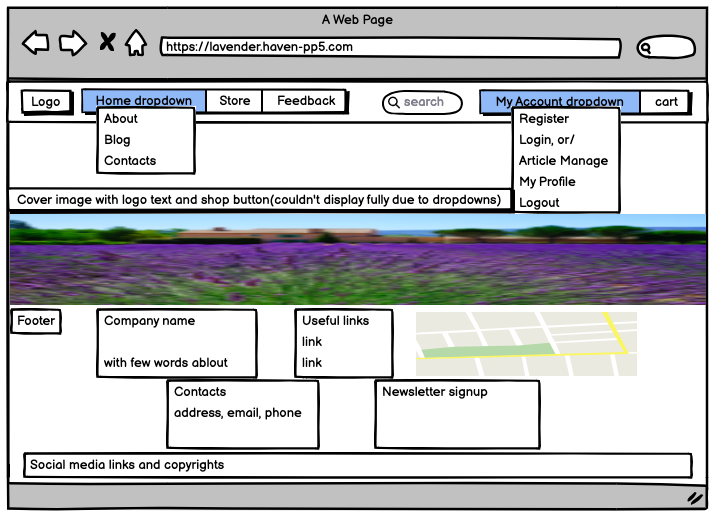 A Web Page
https://lavender.haven-pp5.com
Logo
Home dropdown
Store
Feedback
search
My Account dropdown
cart
About
Blog
Contacts
Register
Login, or/
Article Manage
My Profile
Logout
Cover image with logo text and shop button(couldn't display fully due to dropdowns)
Footer
Company name
with few words ablout
Useful links
link
link
Contacts
address, email, phone
Newsletter signup
Social media links and copyrights